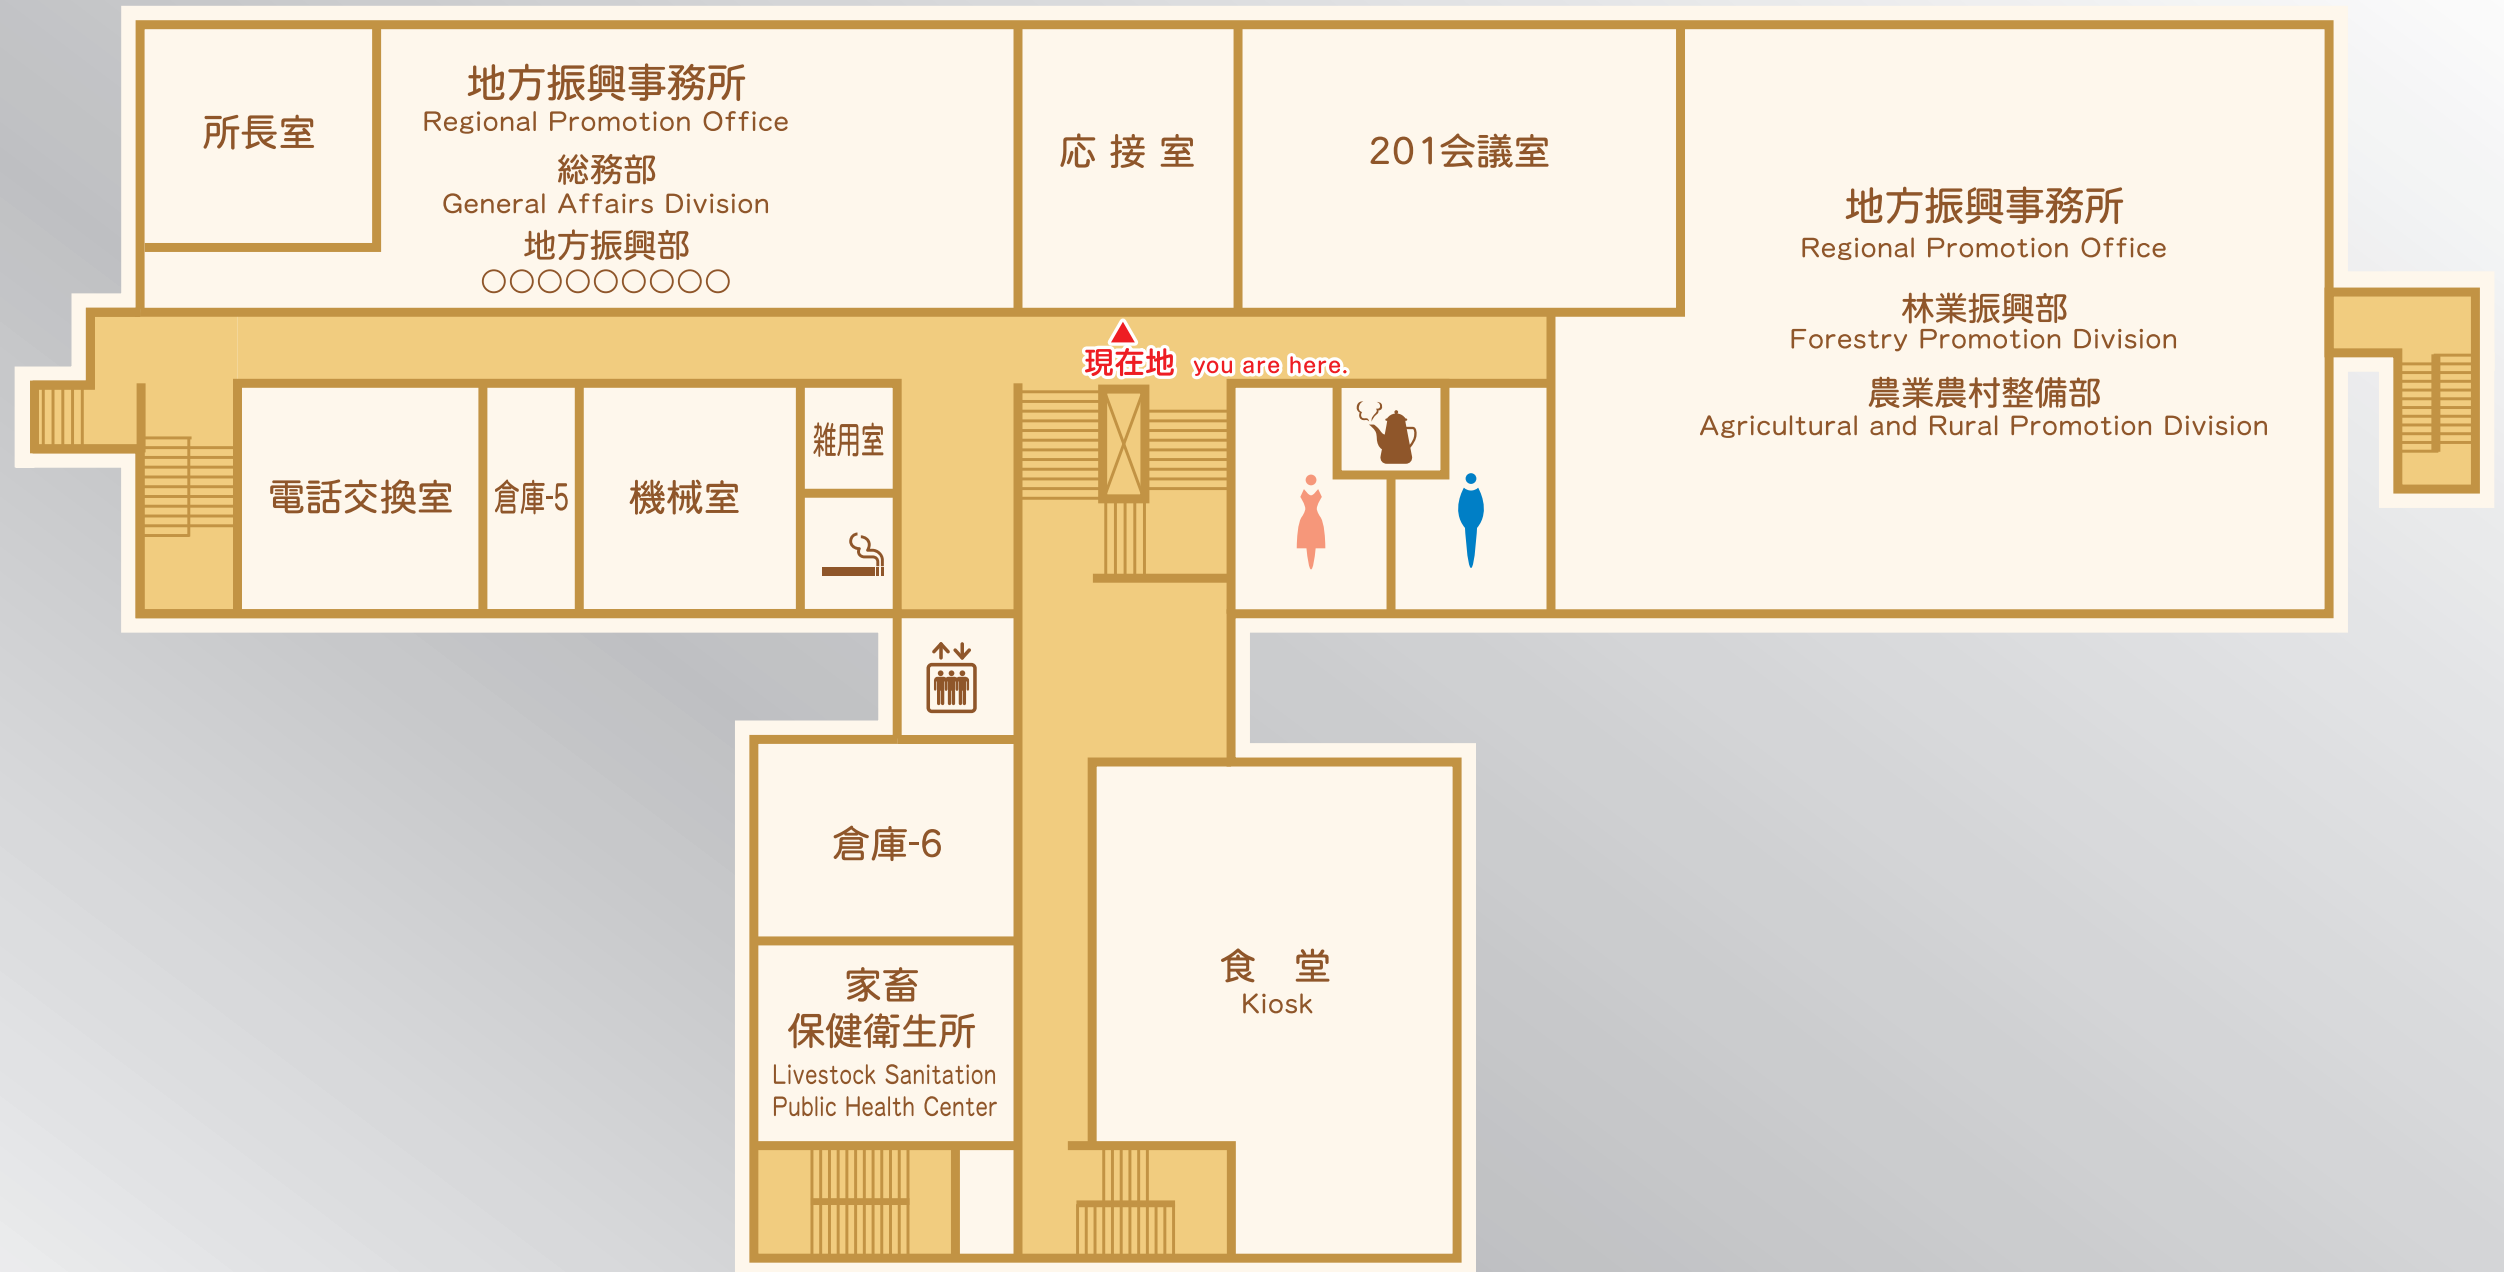 所長室
地方振興事務所
Regional Promotion Office
総務部
General Affairs Division
地方振興部
○○○○○○○○○
応接室
201会議室
地方振興事務所
Regional Promotion Office
林業振興部
Forestry Promotion Division
農業農村整備部
Agricultural and Rural Promotion Division
現在地 you are here.
電話交換室
倉庫-5
機械室
雑用室
倉庫-6
家畜
保健衛生所
Livestock Sanitation
Public Health Center
食 堂
Kiosk